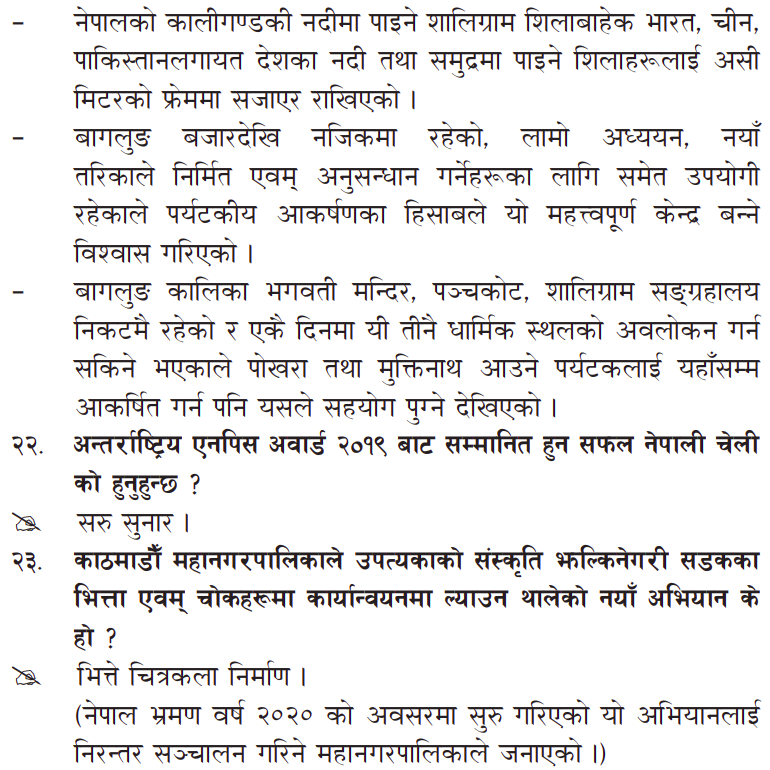 – नेपालको कालीगण्डकी नदीमा पाइने शालिग्राम शिलाबाहेक भारत, चीन,
पाकिस्तानलगायत देशका नदी तथा समुद्रमा पाइने शिलाहरूलाई असी
मिटरको फ्रेममा सजाएर राखिएको ।
– बागलुङ बजारदेखि नजिकमा रहेको, लामो अध्ययन, नयाँ
तरिकाले निर्मित एवम् अनुसन्धान गर्नेहरूका लागि समेत उपयोगी
रहेकाले पर्यटकीय आकर्षणका हिसाबले यो महत्त्वपूर्ण केन्द्र बन्ने
विश्वास गरिएको ।
– बागलुङ कालिका भगवती मन्दिर, पञ्चकोट, शालिग्राम सङ्ग्रहालय
निकटमै रहेको र एकै दिनमा यी तीनै धार्मिक स्थलको अवलोकन गर्न
सकिने भएकाले पोखरा तथा मुक्तिनाथ आउने पर्यटकलाई यहाँसम्म
आकर्षित गर्न पनि यसले सहयोग पुग्ने देखिएको ।
२२. अन्तर्राष्ट्रिय एनपिस अवार्ड २०१९ बाट सम्मानित हुन सफल नेपाली चेली
को हुनुहुन्छ ?
सरु सुनार ।
२३. काठमाडौँ महानगरपालिकाले उपत्यकाको संस्कृति झल्किनेगरी सडकका
भित्ता एवम् चोकहरूमा कार्यान्वयनमा ल्याउन थालेको नयाँ अभियान के
हो ?
भित्ते चित्रकला निर्माण ।
(नेपाल भ्रमण वर्ष २०२० को अवसरमा सुरु गरिएको यो अभियानलाई
निरन्तर सञ्चालन गरिने महानगरपालिकाले जनाएको ।)